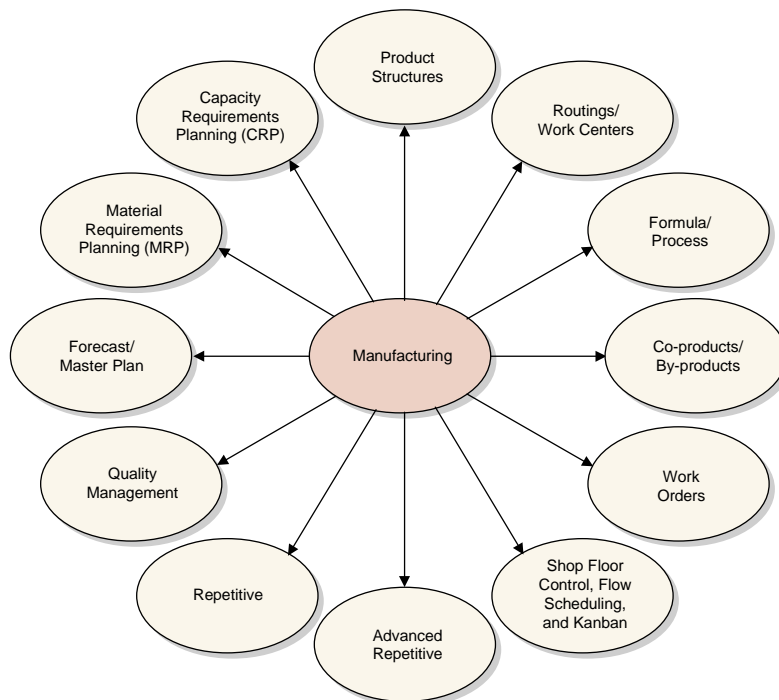 Product
Structures
Capacity
Requirements
Planning (CRP)
Routings/
Work Centers
Material
Requirements
Planning (MRP)
Formula/
Process
Forecast/
Master Plan
Manufacturing
Co-products/
By-products
Quality
Management
Work
Orders
Repetitive
Shop Floor
Control, Flow
Scheduling,
and Kanban
Advanced
Repetitive